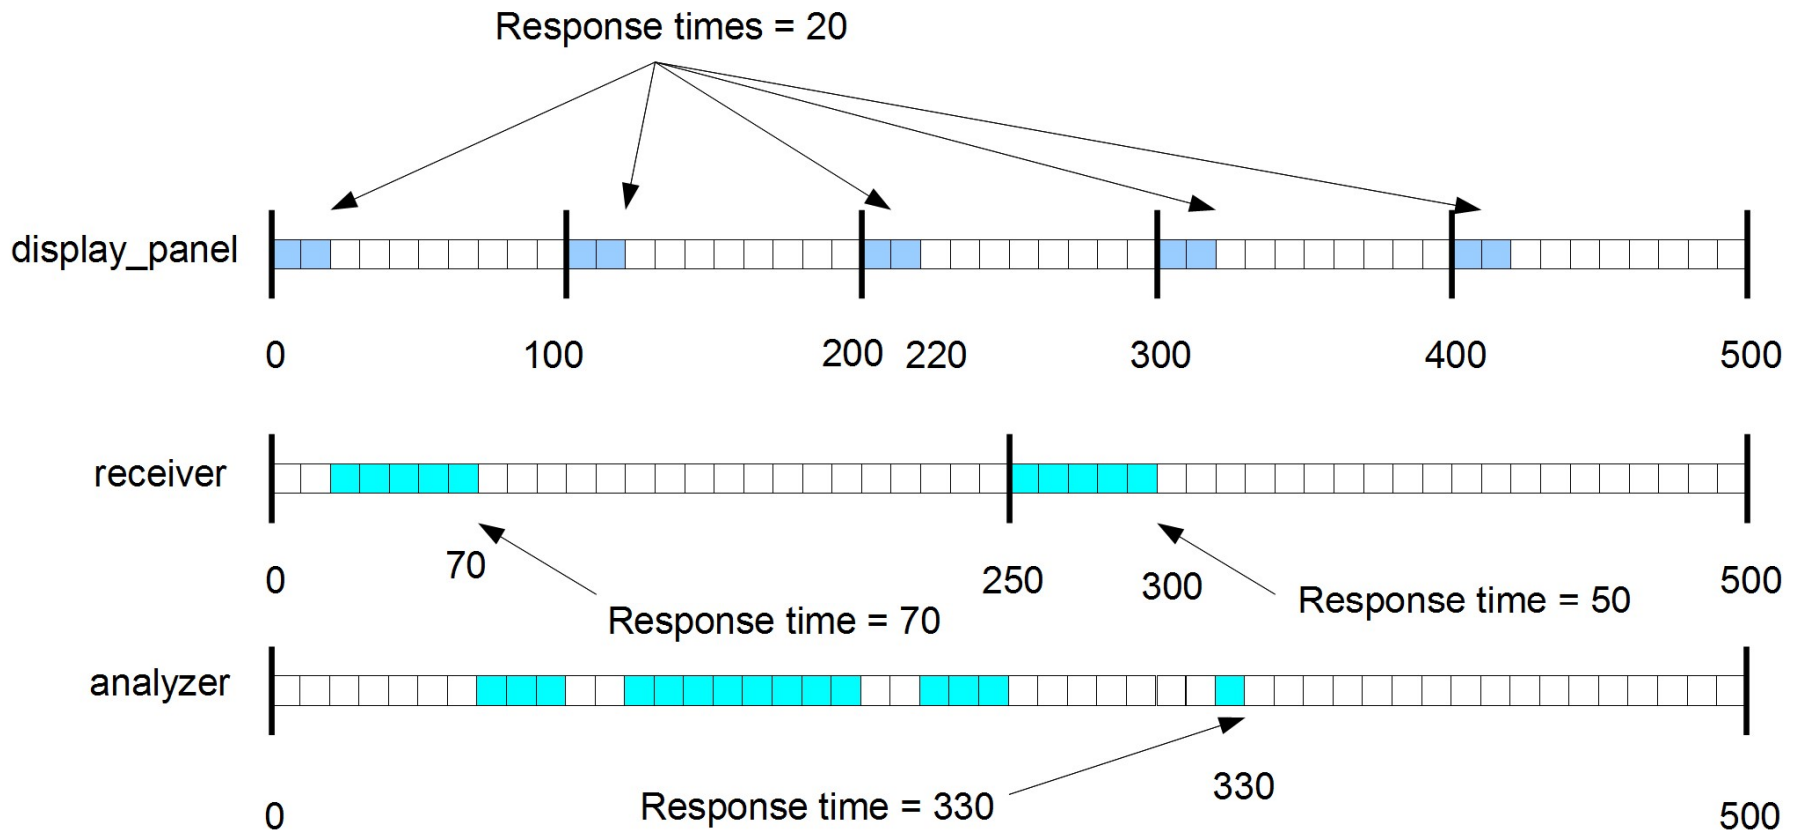 Response times = 20
display_panel
0 100 200 220 300 400 500
receiver
0 70 250 300 500
Response time = 70 Response time = 50
analyzer
Response time = 330 330
0 500